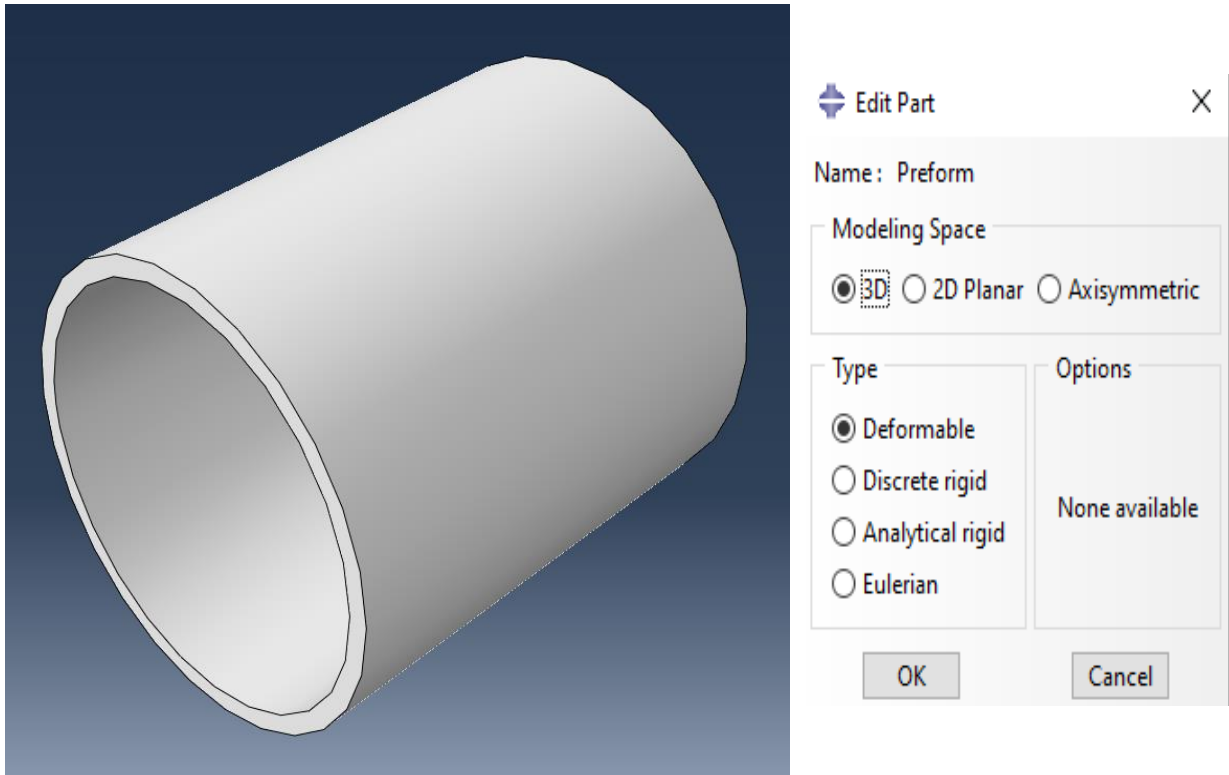 Edit Part
Name: Preform
Modeling Space
3D 2D Planar Axisymmetric
Type
Options
Deformable
Discrete rigid
None available
Analytical rigid
Eulerian
OK Cancel